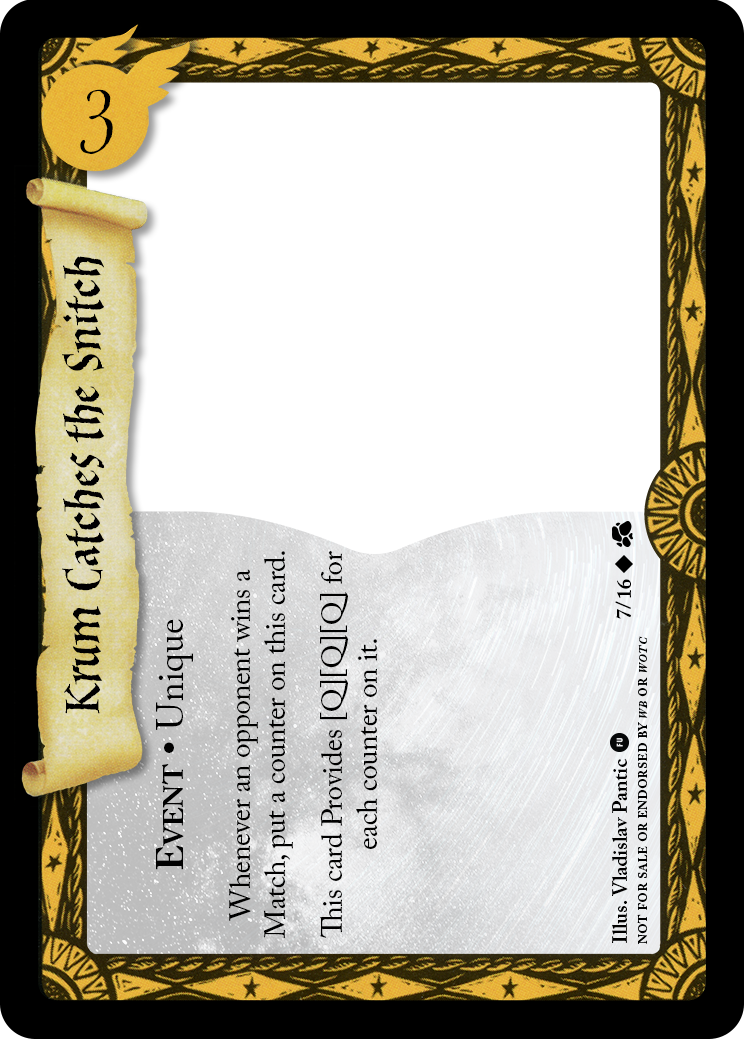 3
Krum Catches the Snitch
EVENT • Unique
Whenever an opponent wins a
Match, put a counter on this card.
This card Provides [Q][Q][Q] for
each counter on it.
Illus. Vladislav Pantic FU
7/16
NOT FOR SALE OR ENDORSED BY WB OR WOTC